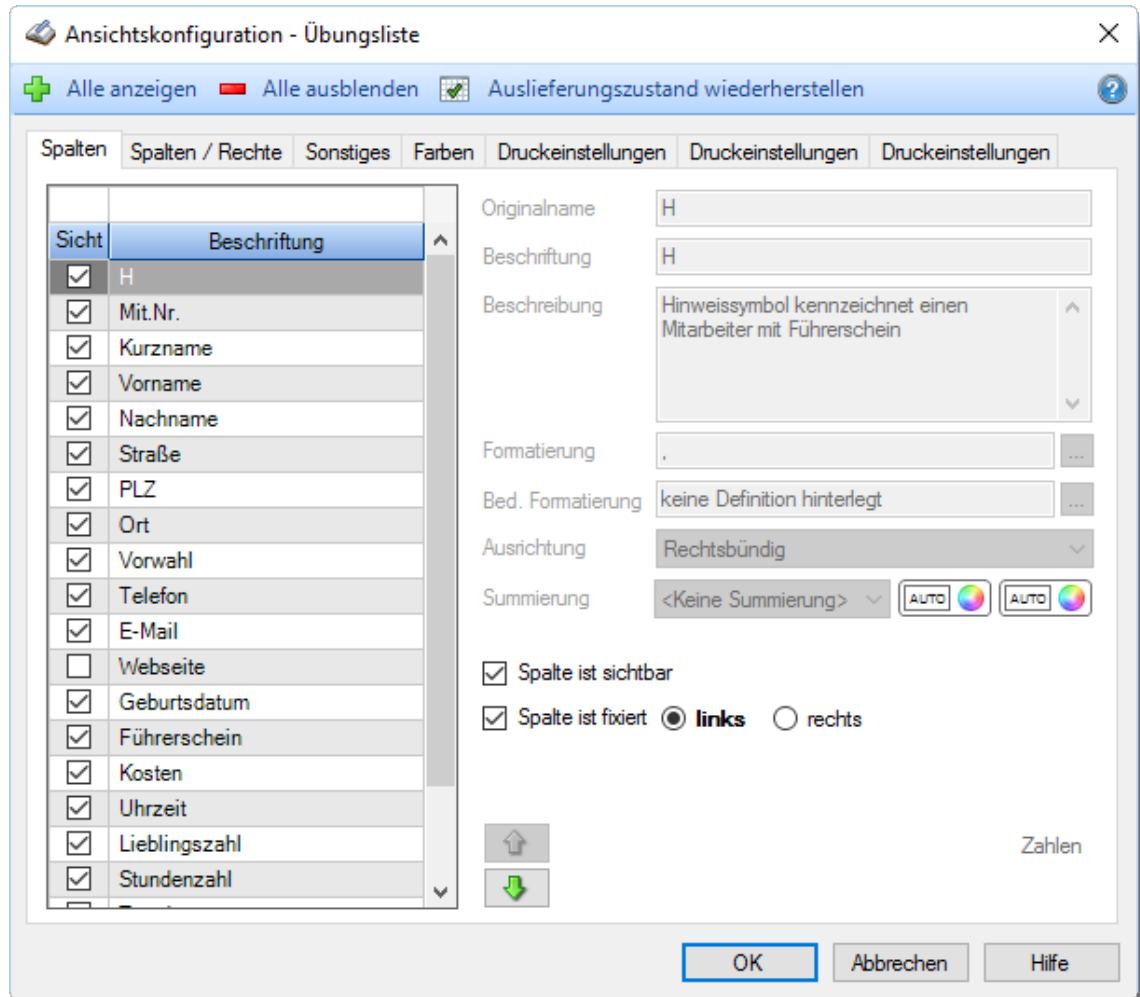 Ansichtskonfiguration - Übungsliste
Alle anzeigen Alle ausblenden Auslieferungszustand wiederherstellen
Spalten Spalten / Rechte Sonstiges Farben Druckeinstellungen Druckeinstellungen Druckeinstellungen
Sicht Beschriftung
H
Mit.Nr.
Kurzname
Vorname
Nachname
Straße
PLZ
Ort
Vorwahl
Telefon
E-Mail
Webseite
Geburtsdatum
Führerschein
Kosten
Uhrzeit
Lieblingszahl
Stundenzahl
Originalname H
Beschriftung H
Beschreibung Hinweissymbol kennzeichnet einen
Mitarbeiter mit Führerschein
Formatierung , ...
Bed. Formatierung keine Definition hinterlegt ...
Ausrichtung Rechtsbündig
Summierung <Keine Summierung> AUTO AUTO
Spalte ist sichtbar
Spalte ist fixiert links rechts
Zahlen
OK Abbrechen Hilfe